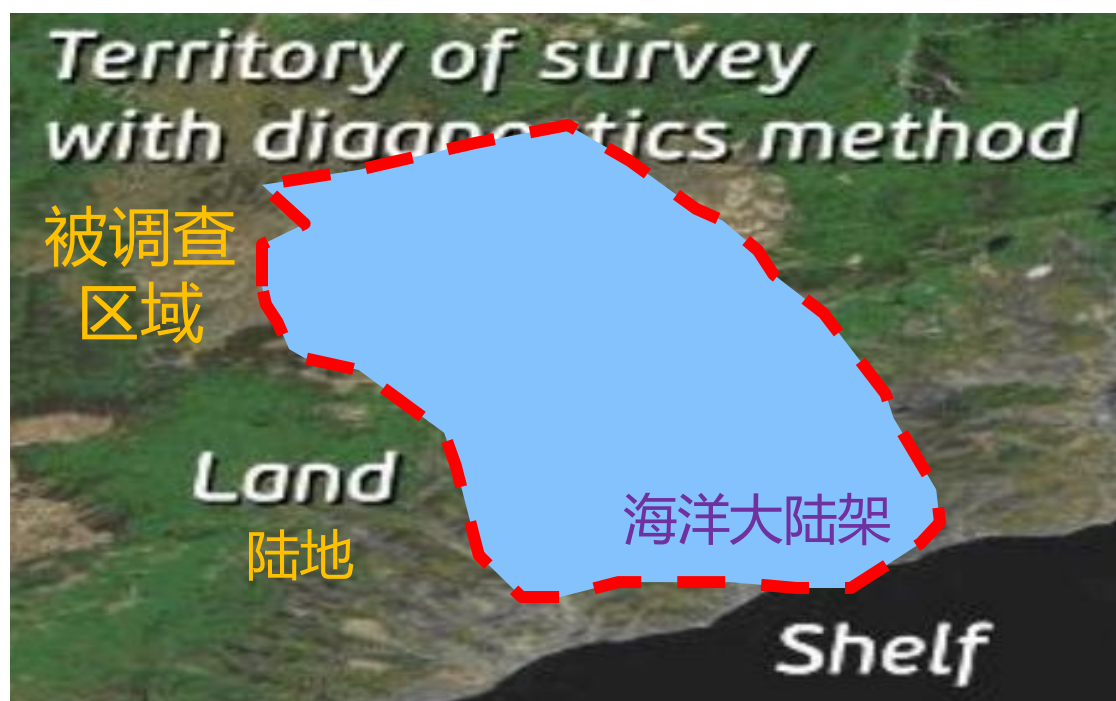 Territory of survey
with diagnostics method
被调查
区域
Land
陆地
海洋大陆架
Shelf